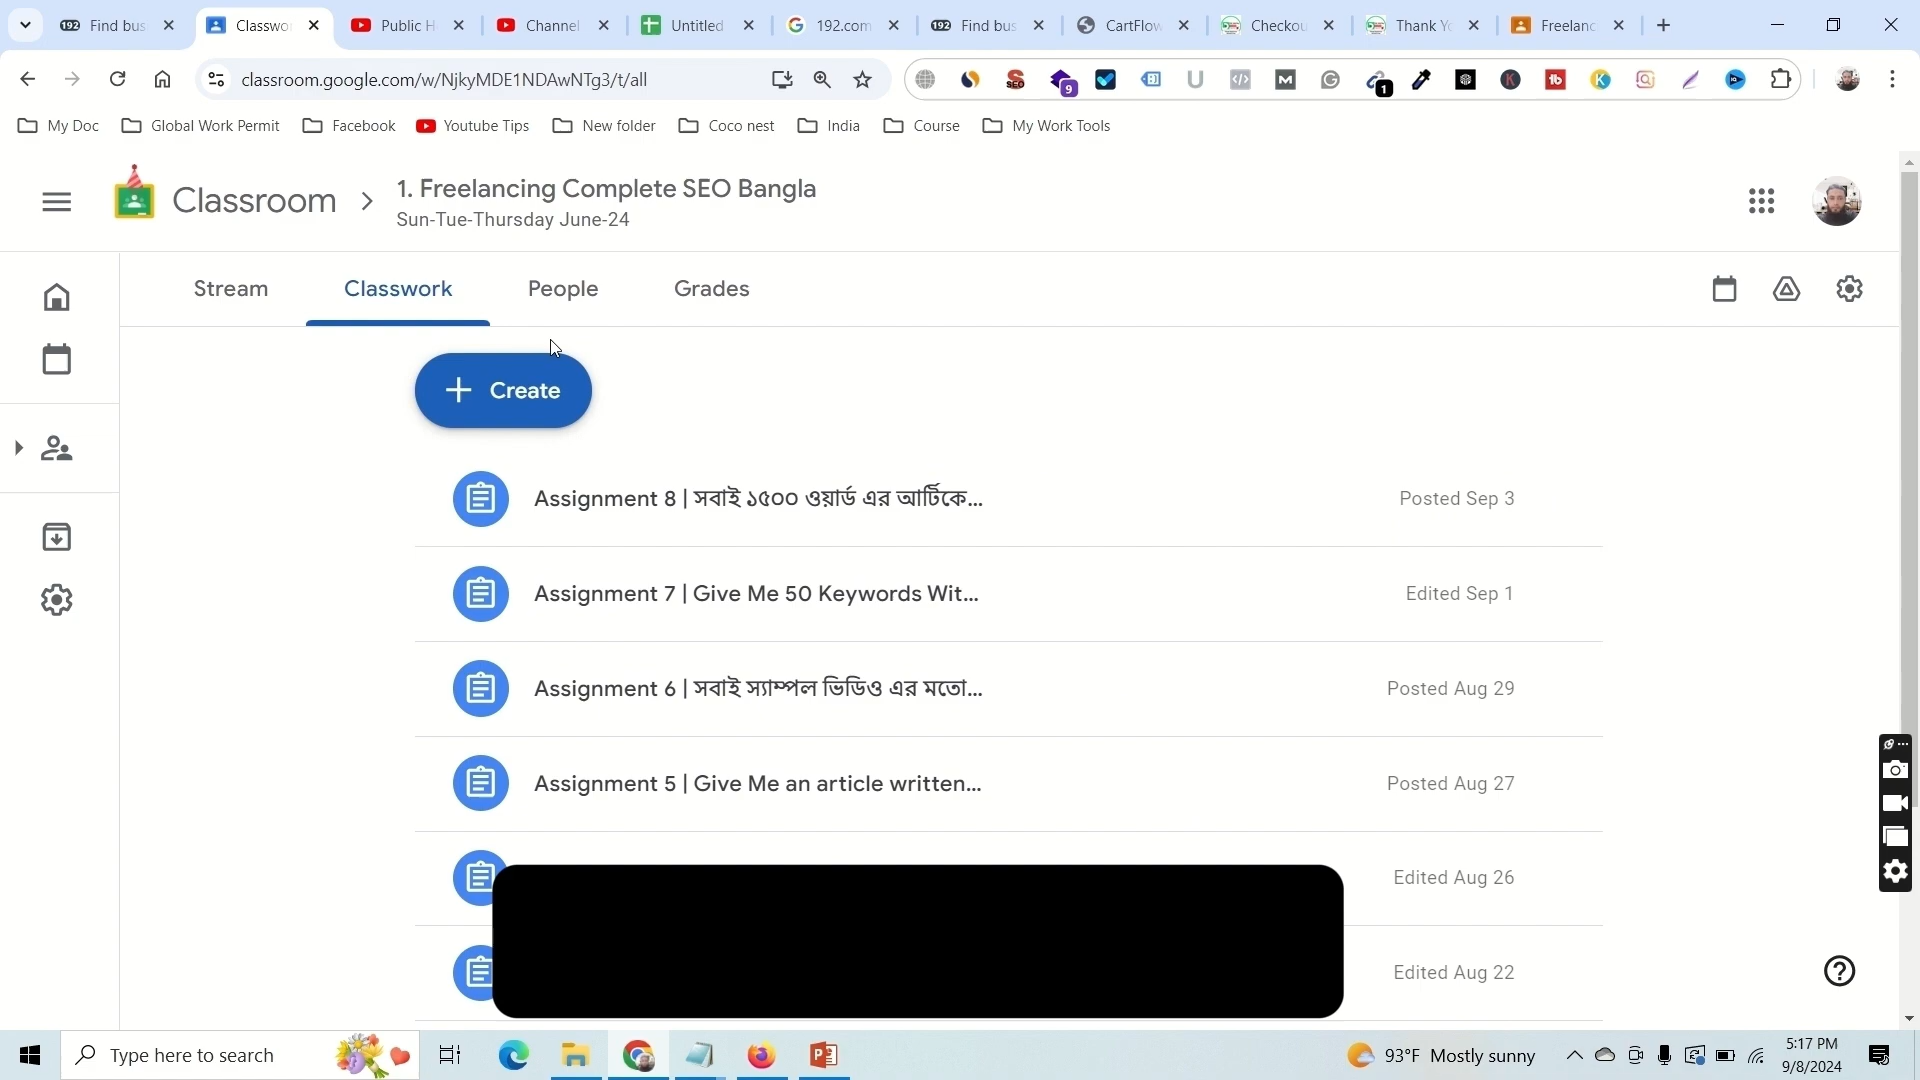 Find bus
Classwo
Public H
Channel
Untitled
192.com
Find bus
CartFlow
Checkou
Thank Yo
Freelanc
classroom.google.com/w/NjkyMDE1NDAwNTg3/t/all
My Doc
Global Work Permit
Facebook
Youtube Tips
New folder
Coco nest
India
Course
My Work Tools
Classroom
1. Freelancing Complete SEO Bangla
Sun-Tue-Thursday June-24
Stream
Classwork
People
Grades
Create
Assignment 8 | সবাই ১৫০০ ওয়ার্ড এর আর্টিকে...
Posted Sep 3
Assignment 7 | Give Me 50 Keywords Wit...
Edited Sep 1
Assignment 6 | সবাই স্যাম্পল ভিডিও এর মতো...
Posted Aug 29
Assignment 5 | Give Me an article written...
Posted Aug 27
Edited Aug 26
Edited Aug 22
Type here to search
93°F Mostly sunny
5:17 PM
9/8/2024